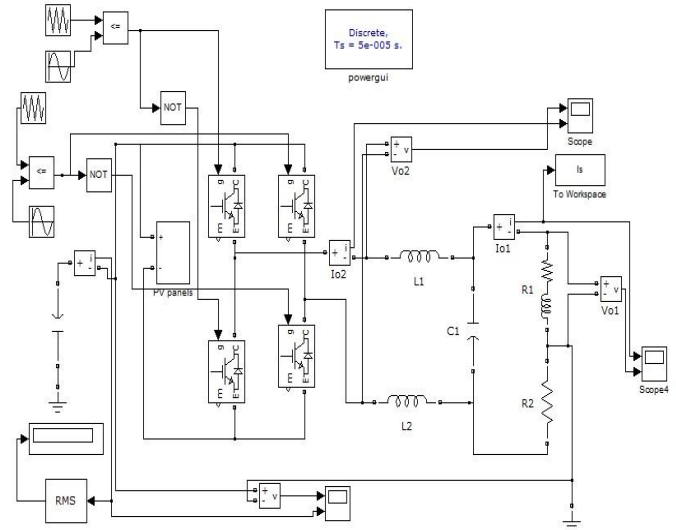 <=
Discrete,
Ts = 5e-005 s.
powergui
NOT
<=
NOT
+
-
v
Vo2
Scope
Is
To Workspace
g
C
E
E
g
C
E
E
+
-
PV panels
+
i
-
+
i
-
Io2
+
i
-
Io1
L1
R1
+
-
v
Vo1
C1
g
C
E
E
g
C
E
E
Scope4
R2
L2
RMS
+
-
v